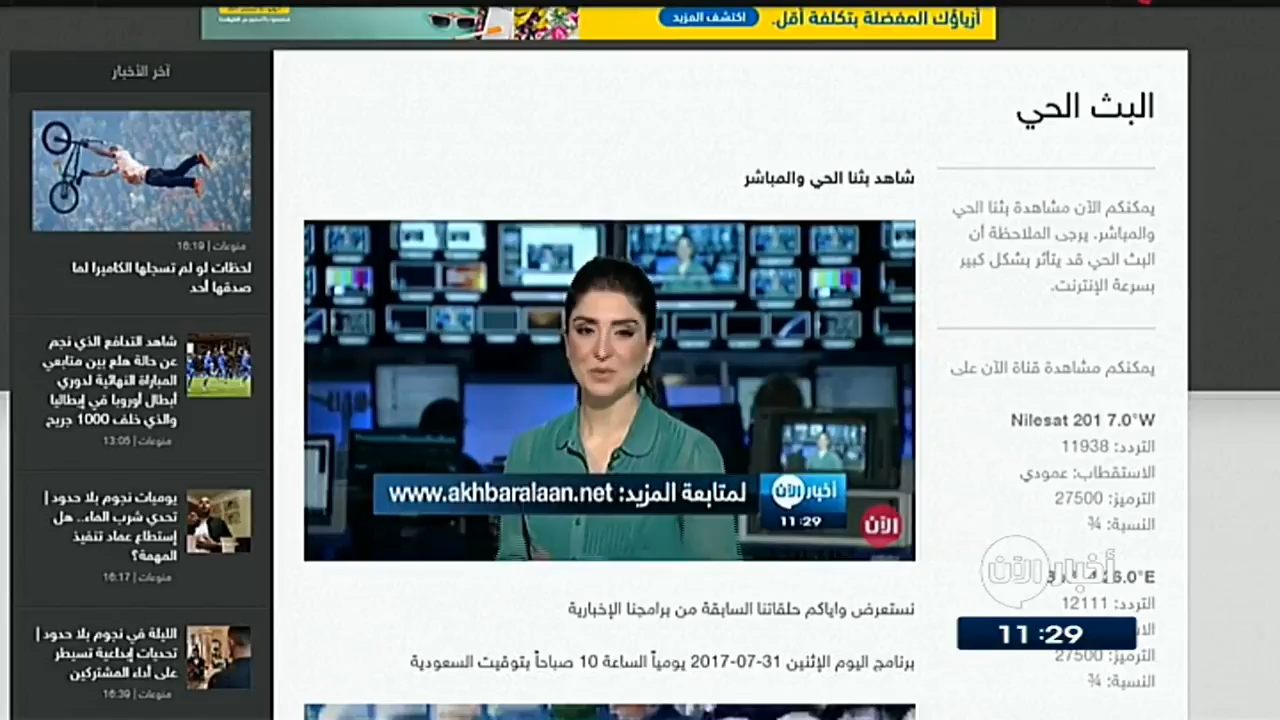 أزياؤك المفضلة بتكلفة أقل.
اكتشف المزيد
البث الحي
يمكنكم الآن مشاهدة بثنا الحي
والمباشر. يرجى الملاحظة أن
البث الحي قد يتأثر بشكل كبير
بسرعة الإنترنت.
يمكنكم مشاهدة قناة الآن على
Nilesat 201 7.0°W
التردد: 11938
الاستقطاب: عمودي
الترميز: 27500
النسبة: ¾
26.0°E
التردد: 12111
الترميز: 27500
النسبة: ¾
أخبار الآن
11:29
شاهد بثنا الحي والمباشر
لمتابعة المزيد: www.akhbaralaan.net
أخبار الآن
11:29
الآن
نستعرض واياكم حلقاتنا السابقة من برامجنا الإخبارية
برنامج اليوم الإثنين 31-07-2017 يومياً الساعة 10 صباحاً بتوقيت السعودية
آخر الأخبار
منوعات | 16:19
لحظات لو لم تسجلها الكاميرا لما
صدقها أحد
شاهد التدافع الذي نجم
عن حالة هلع بين متابعي
المباراة النهائية لدوري
أبطال أوروبا في إيطاليا
والذي خلف 1000 جريح
منوعات | 13:05
يوميات نجوم بلا حدود |
تحدي شرب الماء.. هل
إستطاع عماد تنفيذ
المهمة؟
منوعات | 16:17
الليلة في نجوم بلا حدود |
تحديات إبداعية تسيطر
على أداء المشتركين
منوعات | 16:39